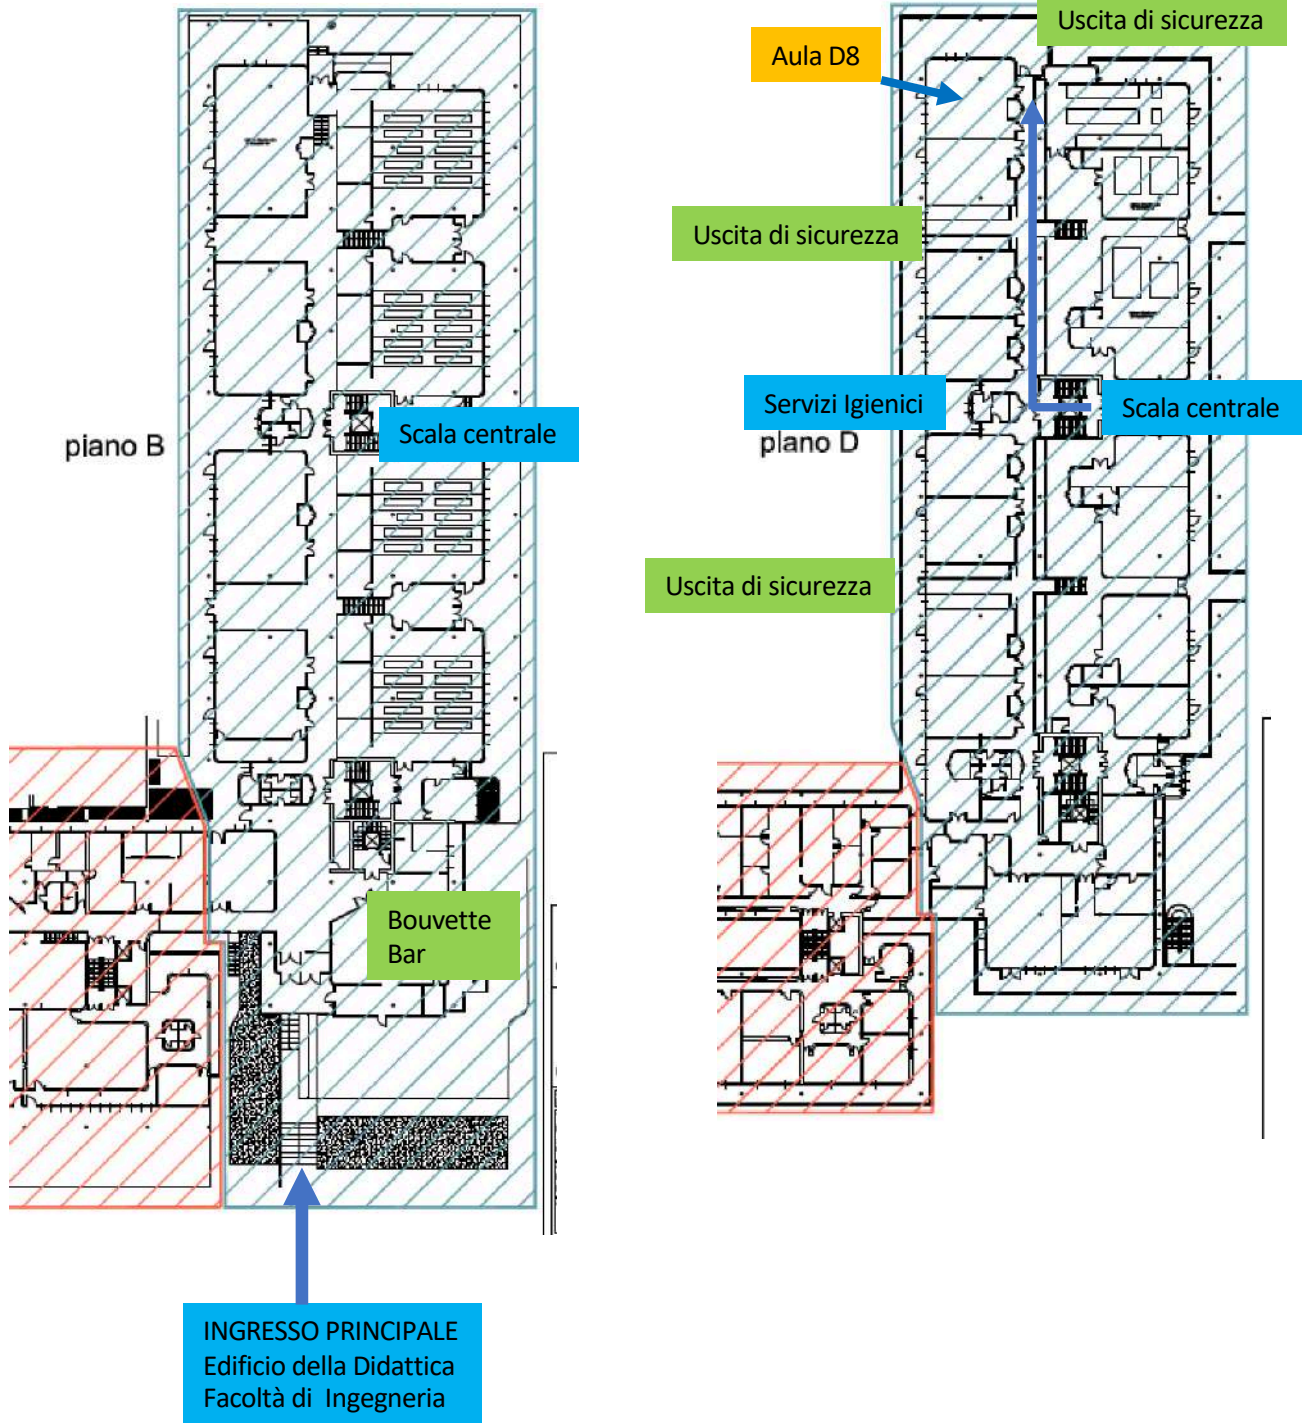 Uscita di sicurezza
Aula D8
Uscita di sicurezza
Servizi Igienici
Scala centrale
Scala centrale
piano B
piano D
Uscita di sicurezza
Bouvette
Bar
INGRESSO PRINCIPALE
Edificio della Didattica
Facoltà di Ingegneria